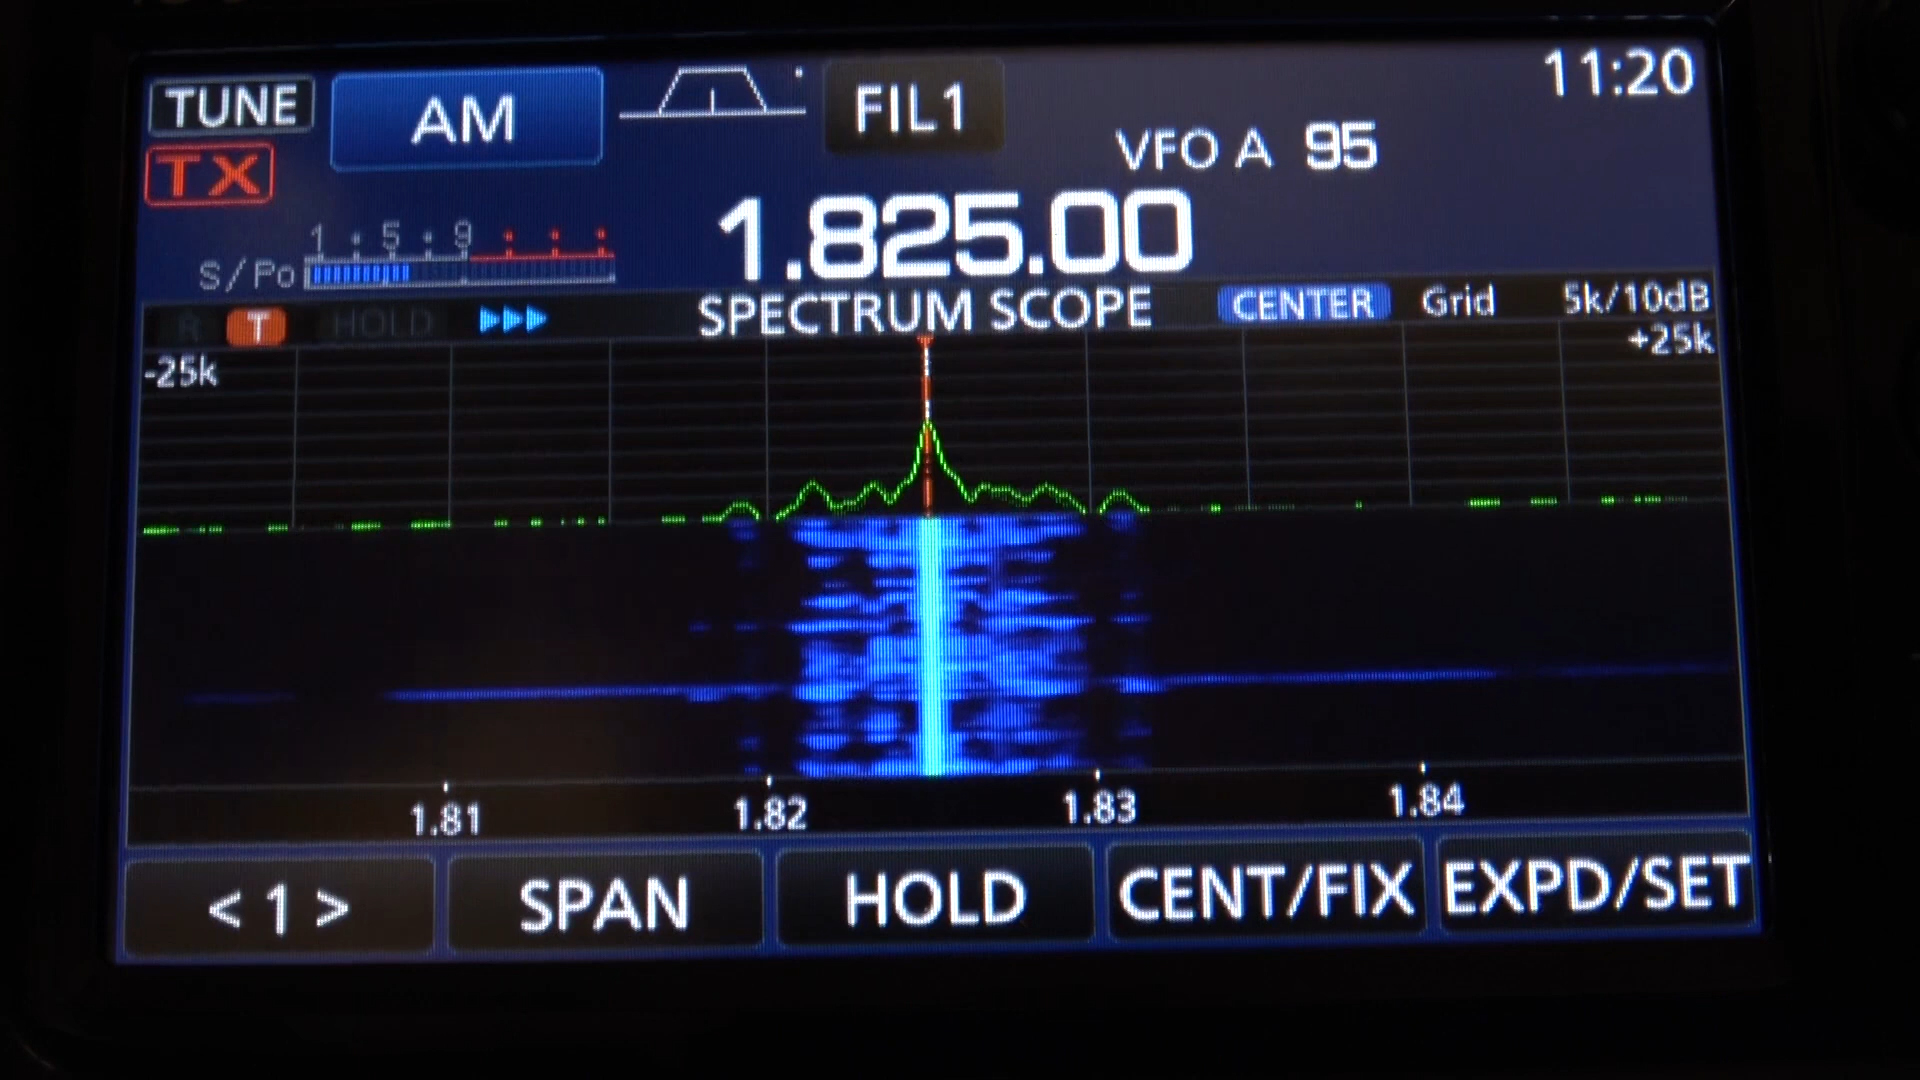 TUNE AM FIL1 11:20
TX VFO A 95
1.825.00
1 5 9
S/Po
R T HOLD SPECTRUM SCOPE CENTER Grid 5k/10dB
-25k +25k
1.81 1.82 1.83 1.84
< 1 > SPAN HOLD CENT/FIX EXPD/SET